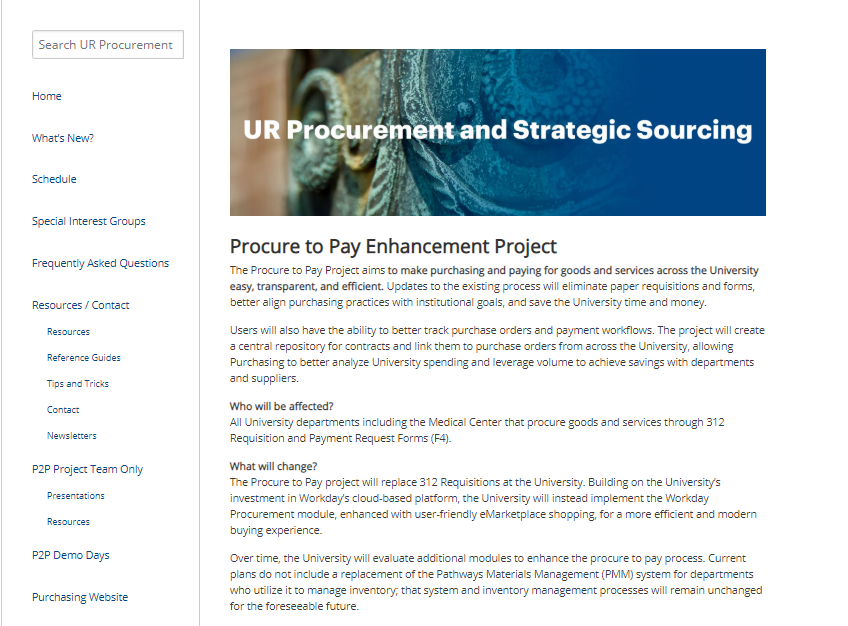 Search UR Procurement
Home
What's New?
Schedule
Special Interest Groups
Frequently Asked Questions
Resources / Contact
Resources
Reference Guides
Tips and Tricks
Contact
Newsletters
P2P Project Team Only
Presentations
Resources
P2P Demo Days
Purchasing Website
UR Procurement and Strategic Sourcing
Procure to Pay Enhancement Project
The Procure to Pay Project aims to make purchasing and paying for goods and services across the University
easy, transparent, and efficient. Updates to the existing process will eliminate paper requisitions and forms,
better align purchasing practices with institutional goals, and save the University time and money.
Users will also have the ability to better track purchase orders and payment workflows. The project will create
a central repository for contracts and link them to purchase orders from across the University, allowing
Purchasing to better analyze University spending and leverage volume to achieve savings with departments
and suppliers.
Who will be affected?
All University departments including the Medical Center that procure goods and services through 312
Requisition and Payment Request Forms (F4).
What will change?
The Procure to Pay project will replace 312 Requisitions at the University. Building on the University's
investment in Workday's cloud-based platform, the University will instead implement the Workday
Procurement module, enhanced with user-friendly eMarketplace shopping, for a more efficient and modern
buying experience.
Over time, the University will evaluate additional modules to enhance the procure to pay process. Current
plans do not include a replacement of the Pathways Materials Management (PMM) system for departments
who utilize it to manage inventory; that system and inventory management processes will remain unchanged
for the foreseeable future.